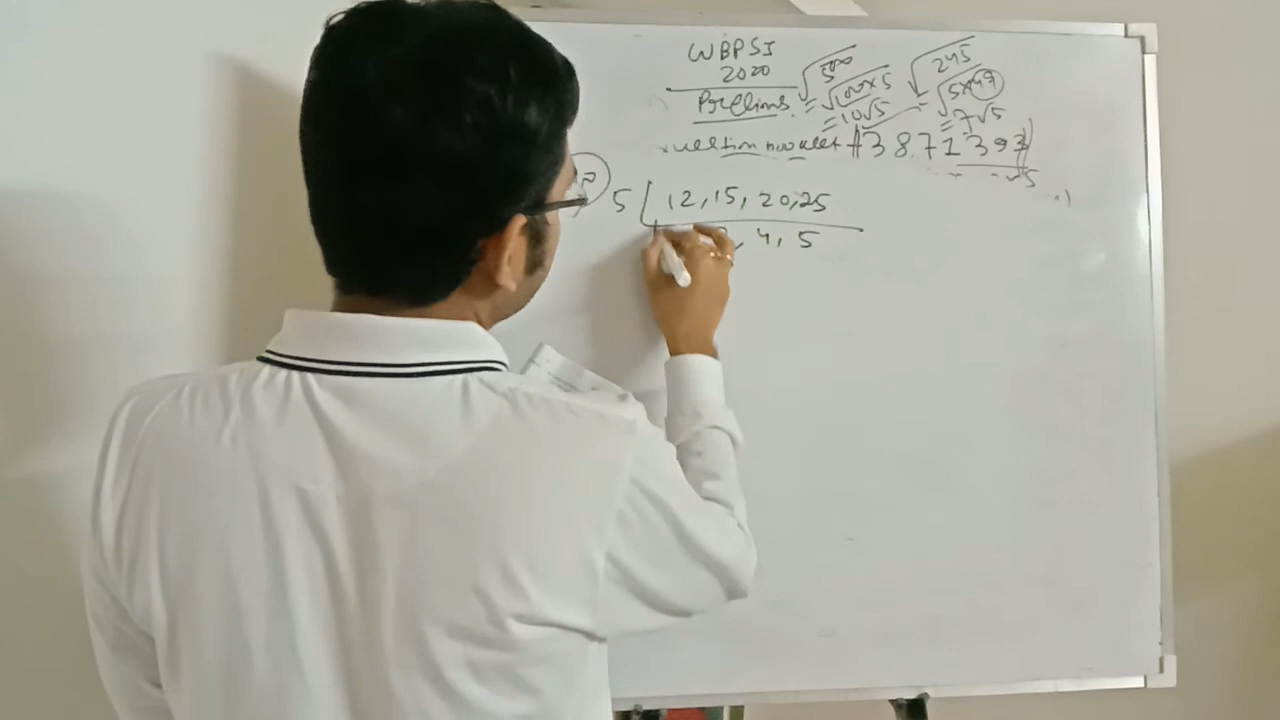 WBPSI
2020
Prelims.
√500
= √100×5
= 10√5
√245
= √5×49
= 7√5
#3871393
5 12, 15, 20, 25
, 4, 5